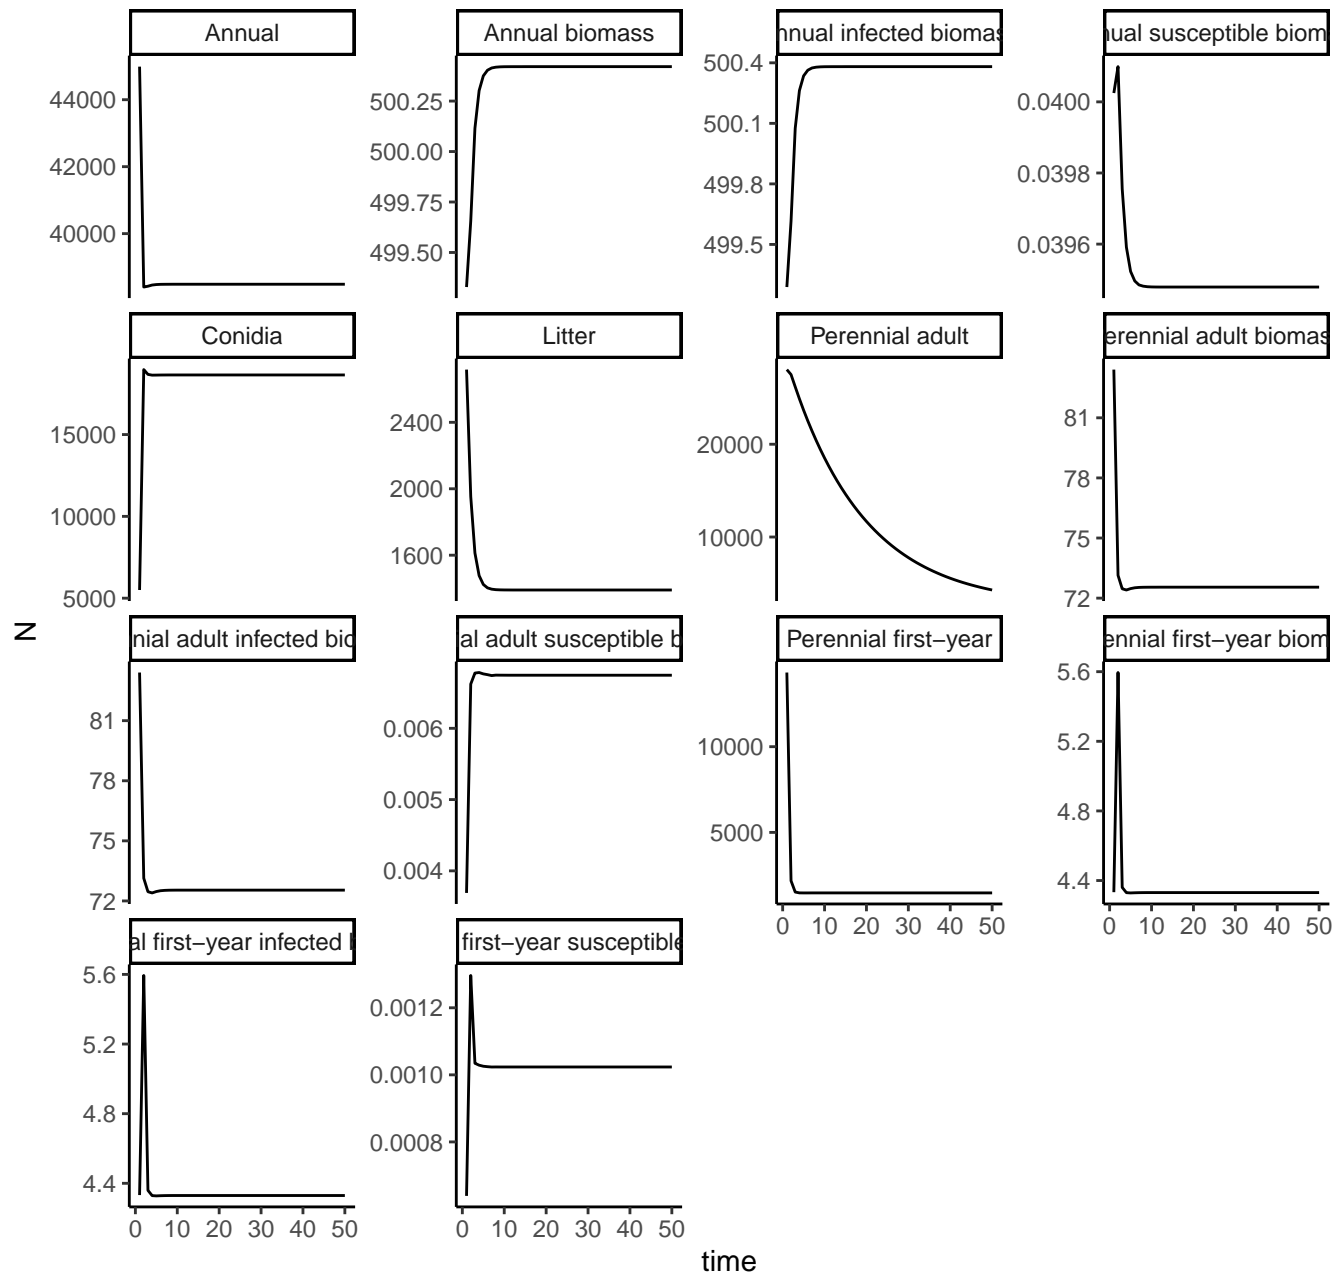 Annual
Annual biomass
nnual infected biomas
nual susceptible biom
44000
42000
40000
500.25
500.00
499.75
499.50
500.4
500.1
499.8
499.5
0.0400
0.0398
0.0396
Conidia
Litter
Perennial adult
erennial adult biomas
15000
10000
5000
2400
2000
1600
20000
10000
81
78
75
72
nial adult infected bio
al adult susceptible b
Perennial first−year
ennial first−year biom
81
78
75
72
0.006
0.005
0.004
10000
5000
0 10 20 30 40 50
5.6
5.2
4.8
4.4
0 10 20 30 40 50
al first−year infected b
first−year susceptible
5.6
5.2
4.8
4.4
0 10 20 30 40 50
0.0012
0.0010
0.0008
0 10 20 30 40 50
N
time